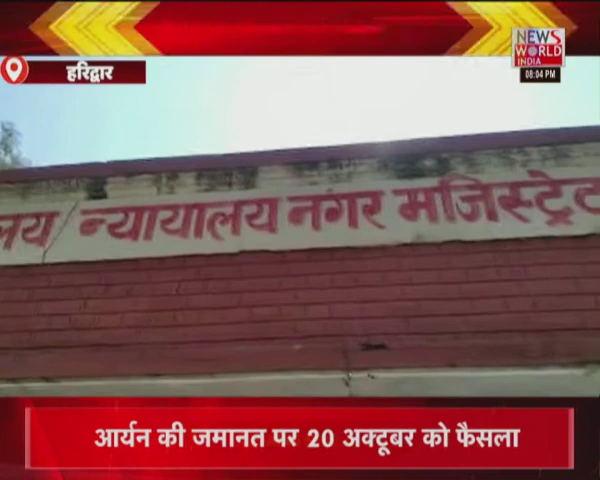 NEWS
WORLD
INDIA
08:04 PM
हरिद्वार
लय / न्यायालय नगर मजिस्ट्रेट
आर्यन की जमानत पर 20 अक्टूबर को फैसला